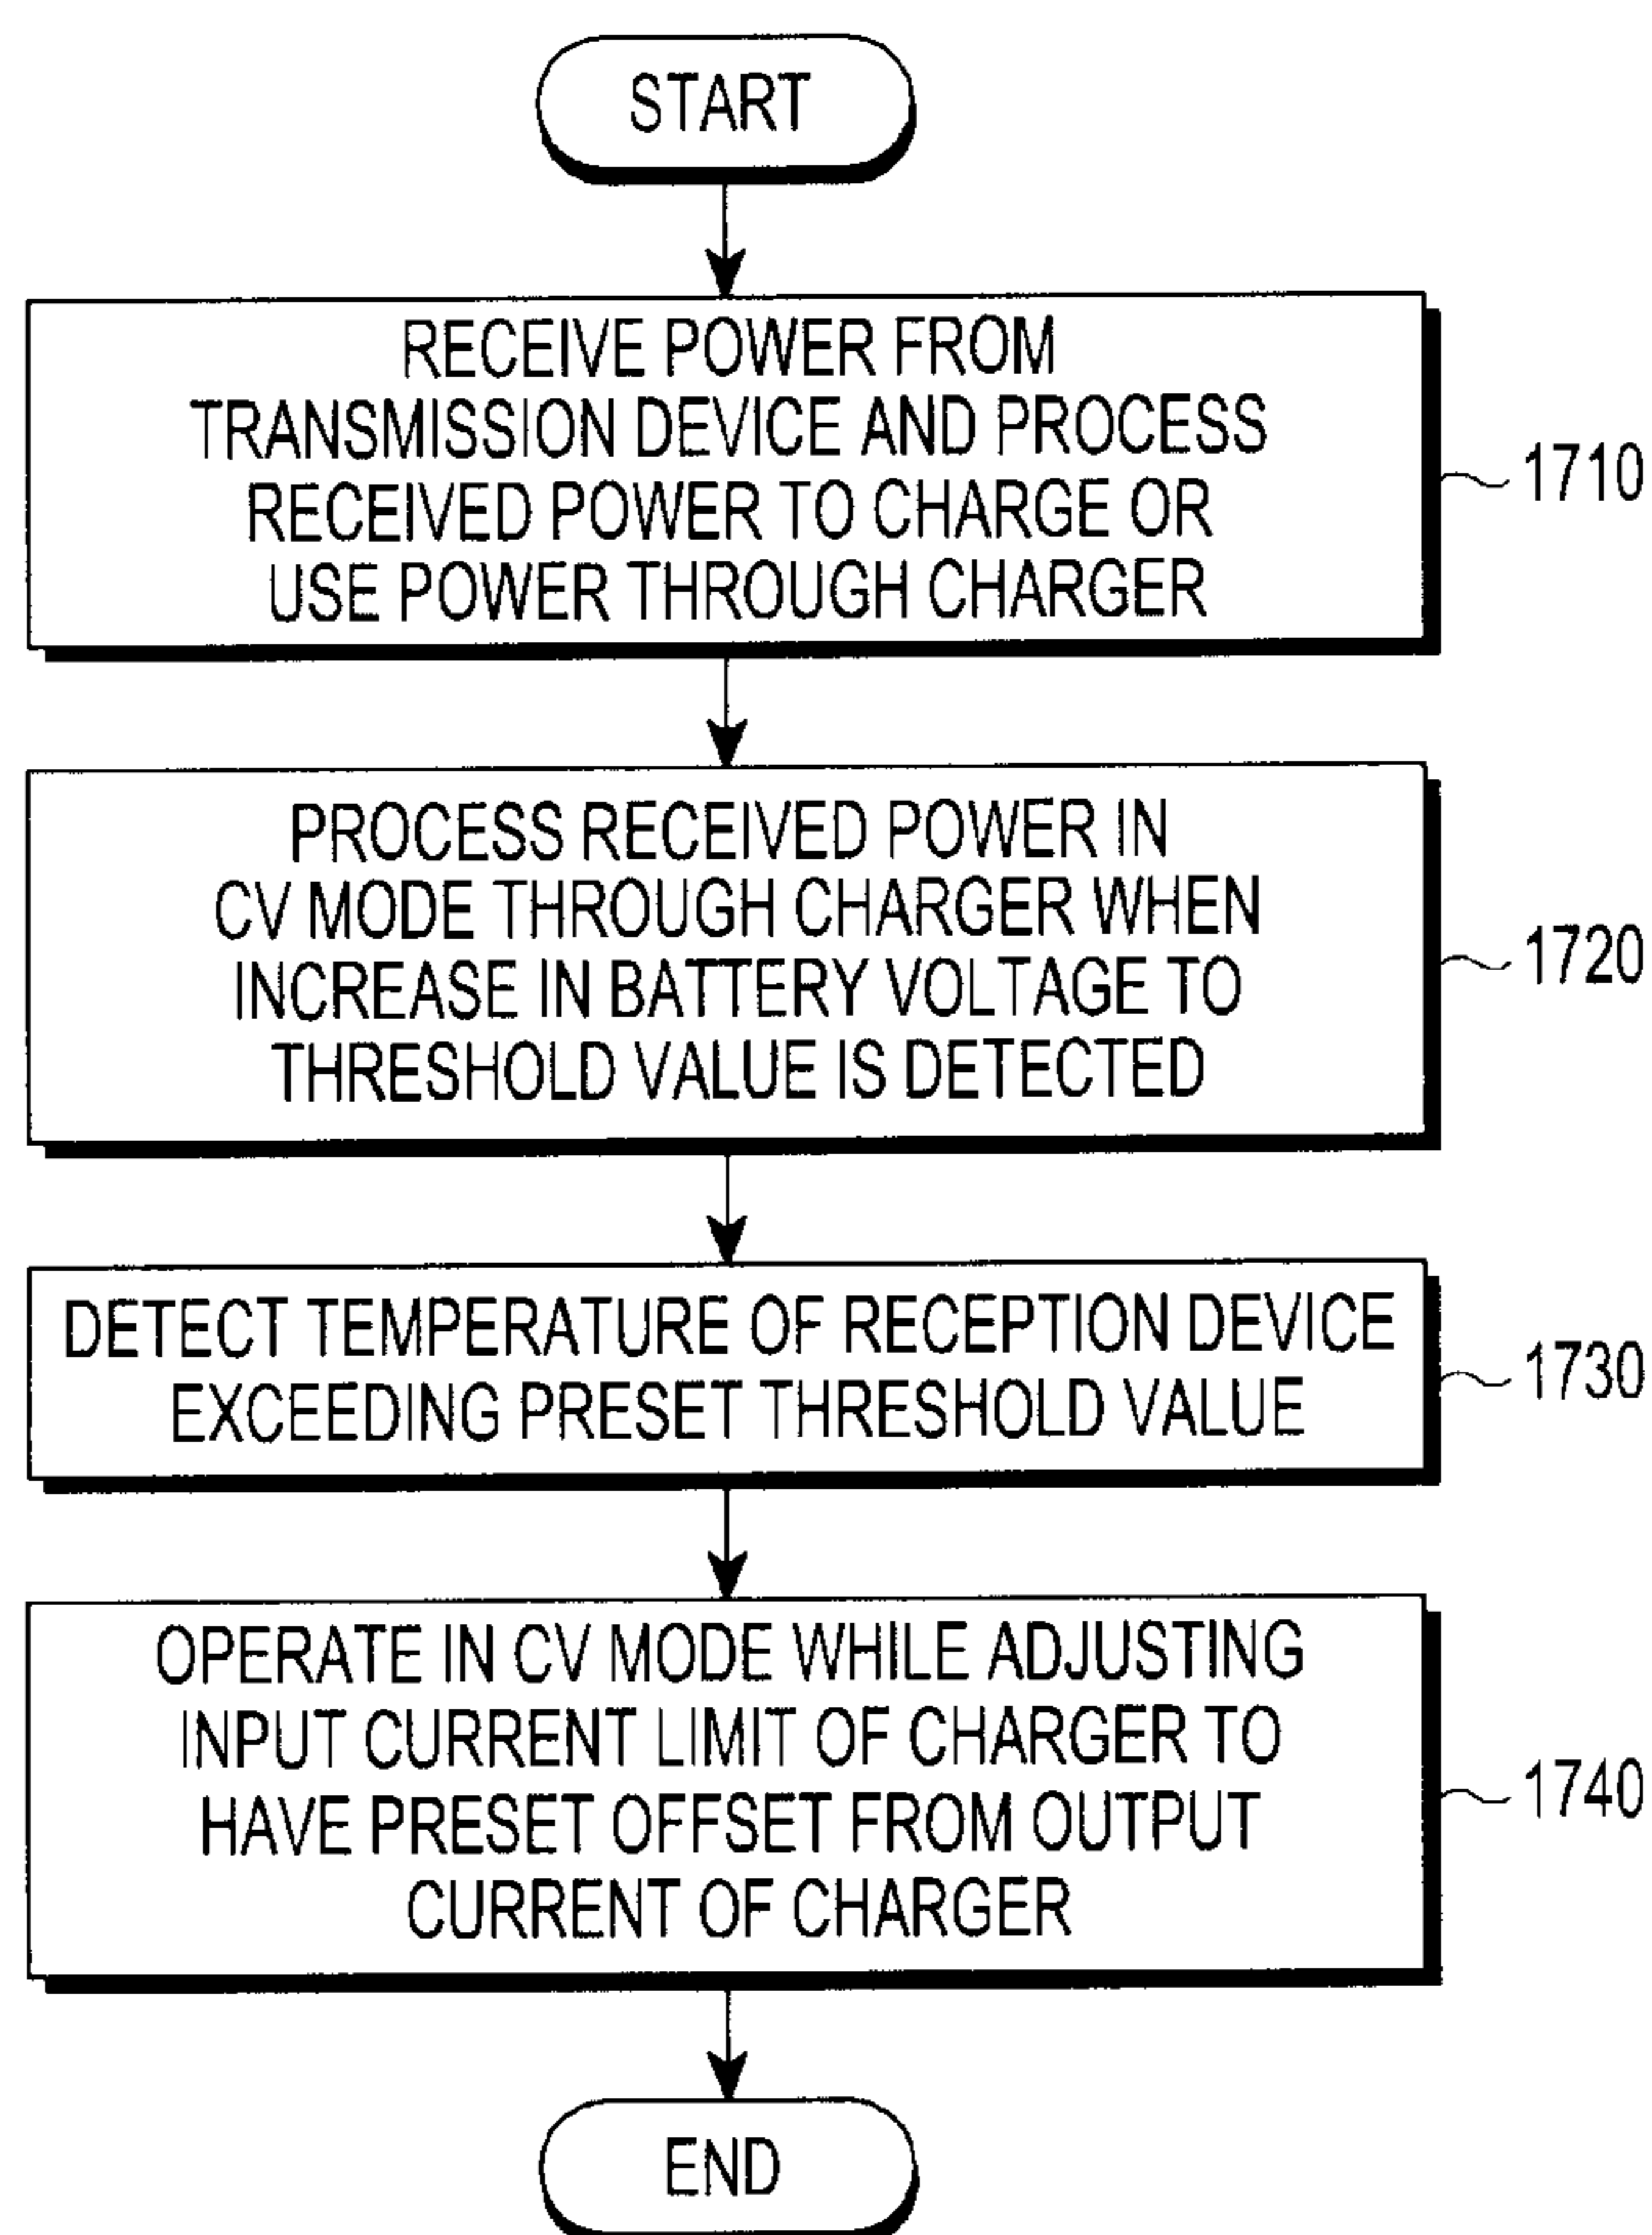 START
RECEIVE POWER FROM
TRANSMISSION DEVICE AND PROCESS
RECEIVED POWER TO CHARGE OR
USE POWER THROUGH CHARGER
1710
PROCESS RECEIVED POWER IN
CV MODE THROUGH CHARGER WHEN
INCREASE IN BATTERY VOLTAGE TO
THRESHOLD VALUE IS DETECTED
1720
DETECT TEMPERATURE OF RECEPTION DEVICE
EXCEEDING PRESET THRESHOLD VALUE
1730
OPERATE IN CV MODE WHILE ADJUSTING
INPUT CURRENT LIMIT OF CHARGER TO
HAVE PRESET OFFSET FROM OUTPUT
CURRENT OF CHARGER
1740
END